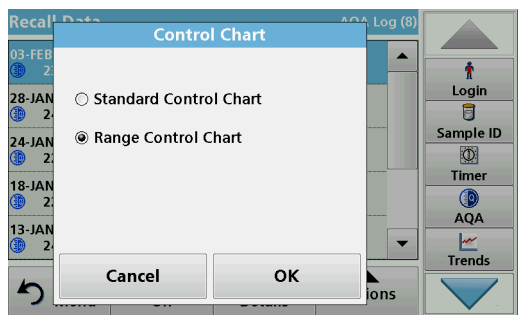 Recall Data AQA Log (8)
Control Chart
03-FEB
28-JAN
24-JAN
18-JAN
13-JAN
Standard Control Chart
Range Control Chart
Cancel OK
Login
Sample ID
Timer
AQA
Trends